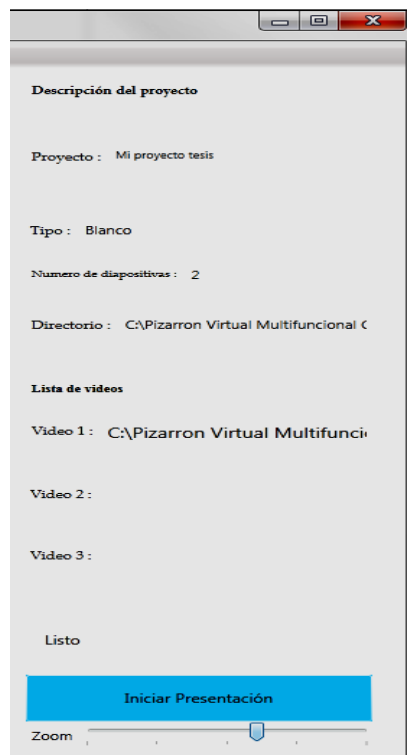 Descripción del proyecto
Proyecto : Mi proyecto tesis
Tipo : Blanco
Numero de diapositivas : 2
Directorio : C:\Pizarron Virtual Multifuncional
Lista de videos
Video 1 : C:\Pizarron Virtual
Video 2 :
Video 3 :
Listo
Iniciar Presentación
Zoom